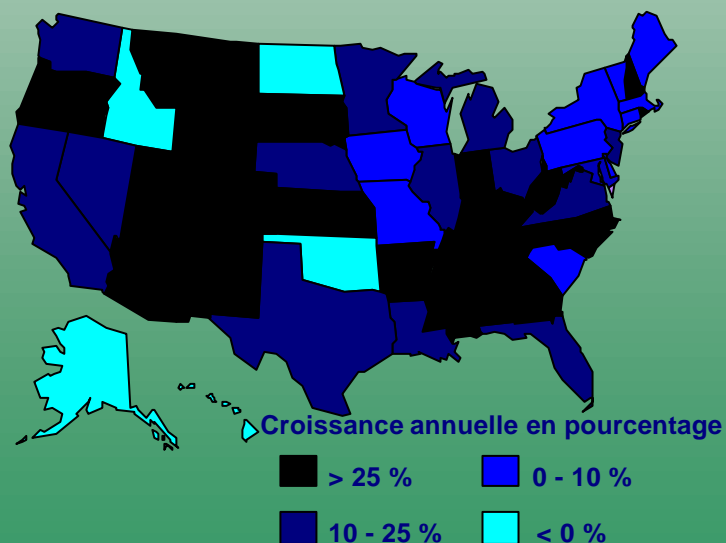 Croissance annuelle en pourcentage
> 25 %
0 - 10 %
10 - 25 %
< 0 %